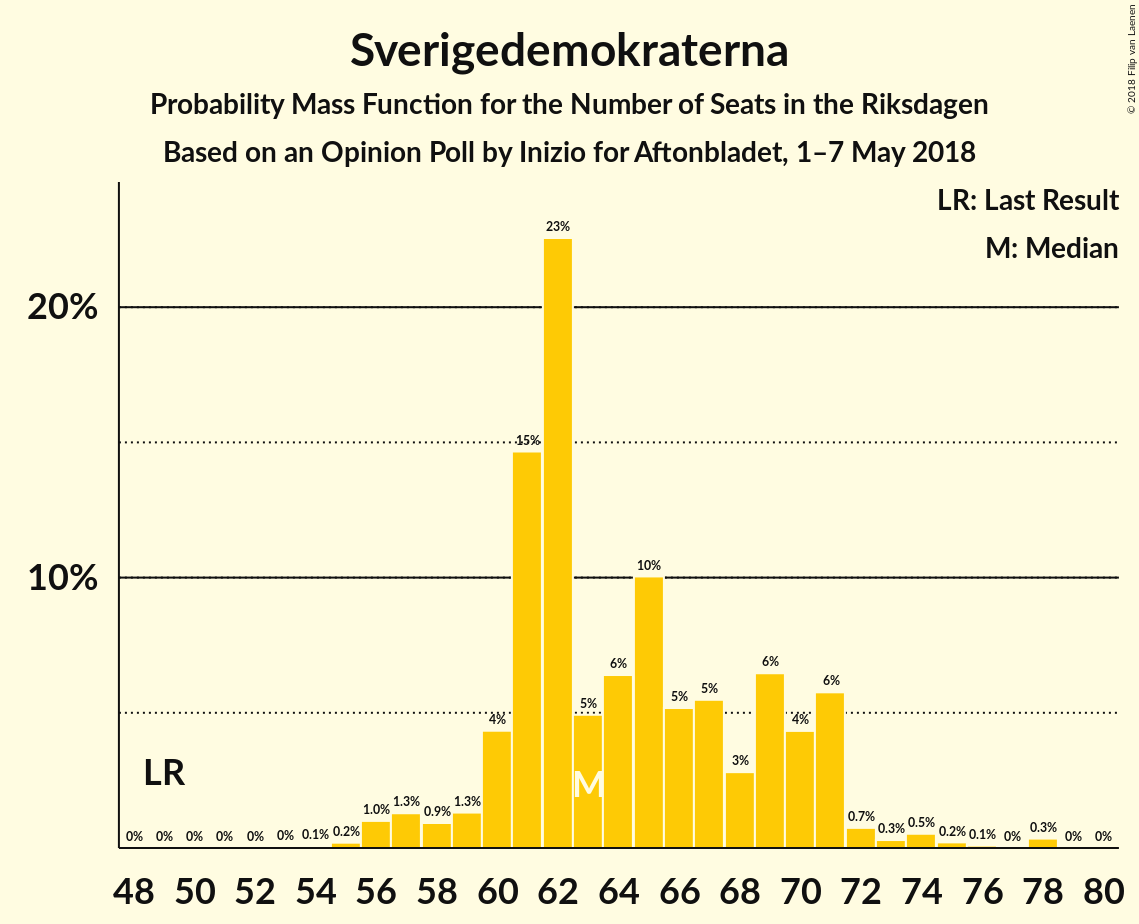 Sverigedemokraterna
Probability Mass Function for the Number of Seats in the Riksdagen
Based on an Opinion Poll by Inizio for Aftonbladet, 1–7 May 2018
© 2018 Filip van Laenen
LR: Last Result
M: Median
20%
10%
LR
M
0% 0% 0% 0% 0% 0% 0.1% 0.2% 1.0% 1.3% 0.9% 1.3% 4% 15% 23% 5% 6% 10% 5% 5% 3% 6% 4% 6% 0.7% 0.3% 0.5% 0.2% 0.1% 0% 0.3% 0% 0%
48 50 52 54 56 58 60 62 64 66 68 70 72 74 76 78 80